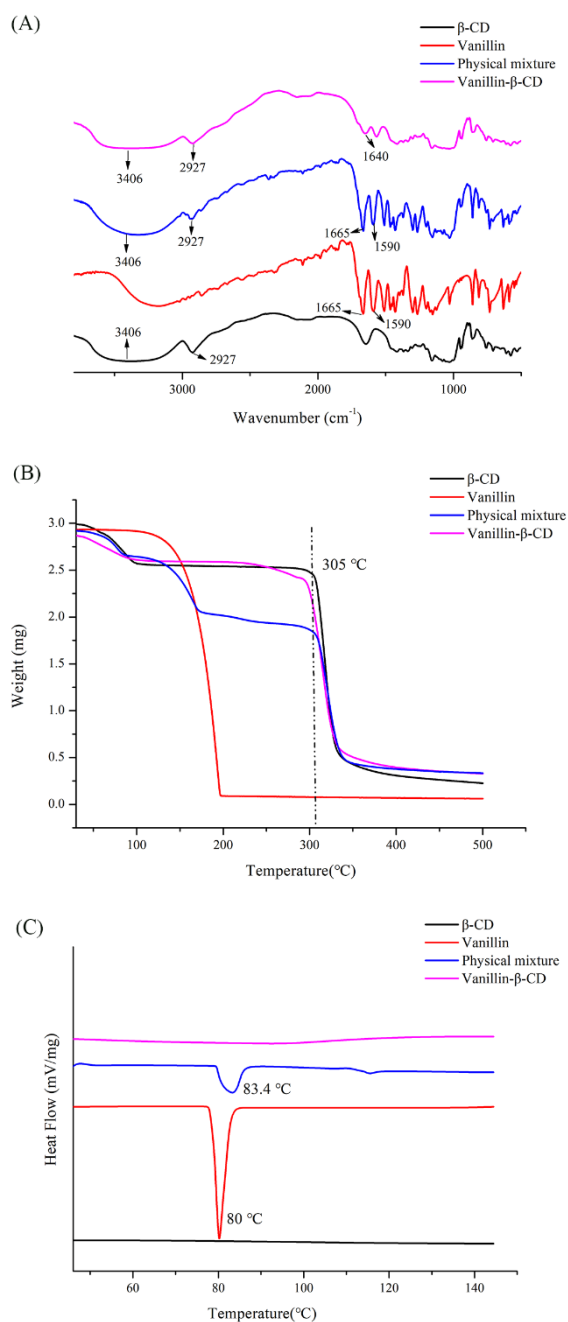 (A)
β-CD
Vanillin
Physical mixture
Vanillin-β-CD
3406
2927
1640
3406
2927
1665
1590
1665
1590
3406
2927
3000
2000
1000
Wavenumber (cm⁻¹)
(B)
β-CD
Vanillin
Physical mixture
Vanillin-β-CD
305 ℃
3.0
2.5
2.0
1.5
1.0
0.5
0.0
Weight (mg)
100
200
300
400
500
Temperature(℃)
(C)
β-CD
Vanillin
Physical mixture
Vanillin-β-CD
83.4 ℃
80 ℃
Heat Flow (mV/mg)
60
80
100
120
140
Temperature(℃)